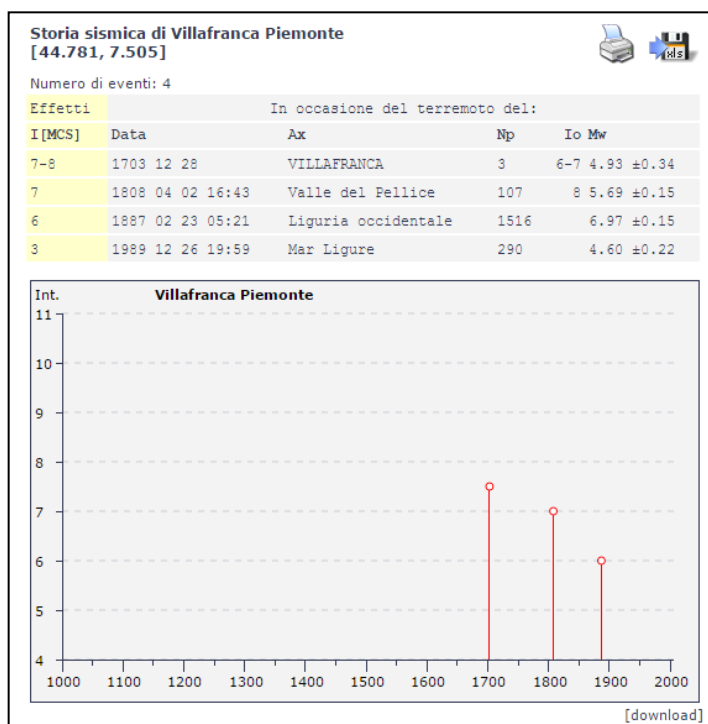 Storia sismica di Villafranca Piemonte
[44.781, 7.505]
xls
Numero di eventi: 4
Effetti In occasione del terremoto del:
I[MCS] Data Ax Np Io Mw
7-8 1703 12 28 VILLAFRANCA 3 6-7 4.93 ±0.34
7 1808 04 02 16:43 Valle del Pellice 107 8 5.69 ±0.15
6 1887 02 23 05:21 Liguria occidentale 1516 6.97 ±0.15
3 1989 12 26 19:59 Mar Ligure 290 4.60 ±0.22
Int. Villafranca Piemonte
11
10
9
8
7
6
5
4
1000 1100 1200 1300 1400 1500 1600 1700 1800 1900 2000
[download]